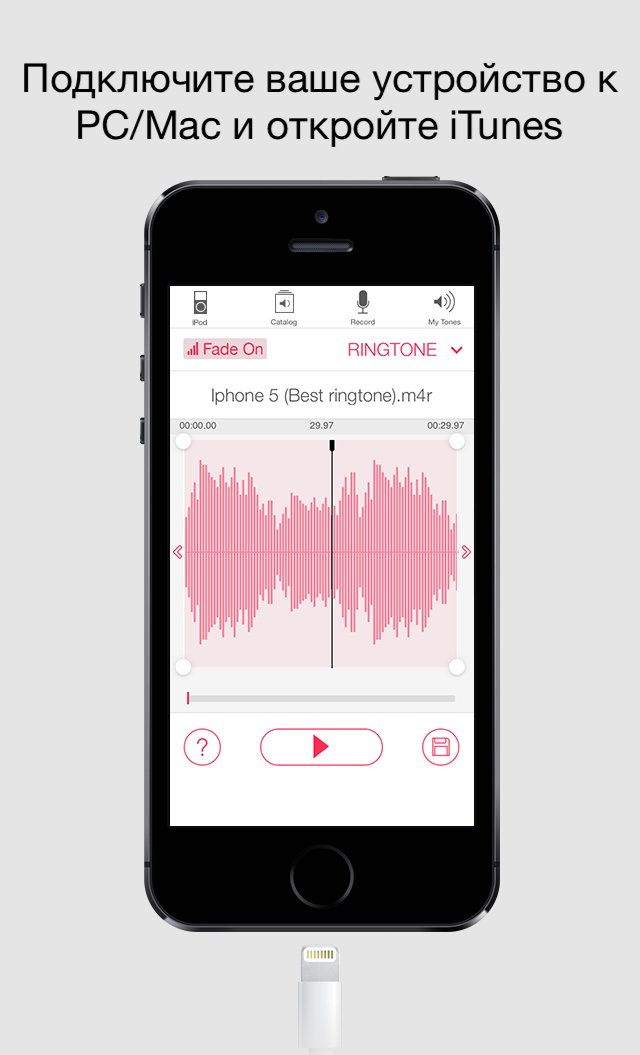 Подключите ваше устройство к
PC/Mac и откройте iTunes
iPod
Catalog
Record
My Tones
Fade On
RINGTONE
Iphone 5 (Best ringtone).m4r
00:00.00
29.97
00:29.97
?